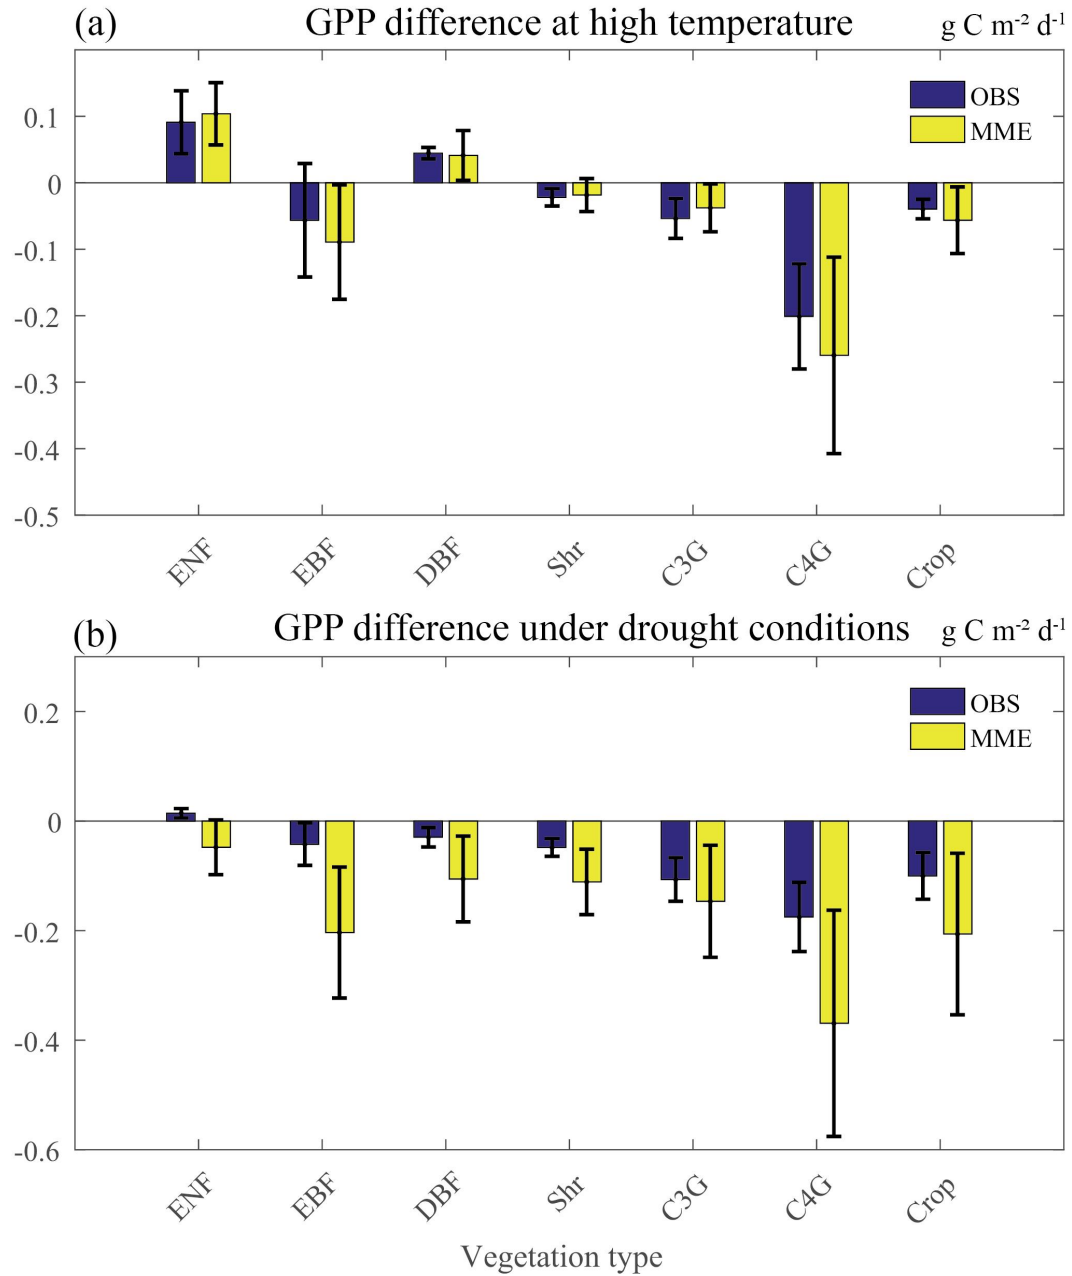 (a) GPP difference at high temperature g C m⁻² d⁻¹
OBS
MME
0.1
0
-0.1
-0.2
-0.3
-0.4
-0.5
ENF EBF DBF Shr C3G C4G Crop
(b) GPP difference under drought conditions g C m⁻² d⁻¹
OBS
MME
0.2
0
-0.2
-0.4
-0.6
ENF EBF DBF Shr C3G C4G Crop
Vegetation type